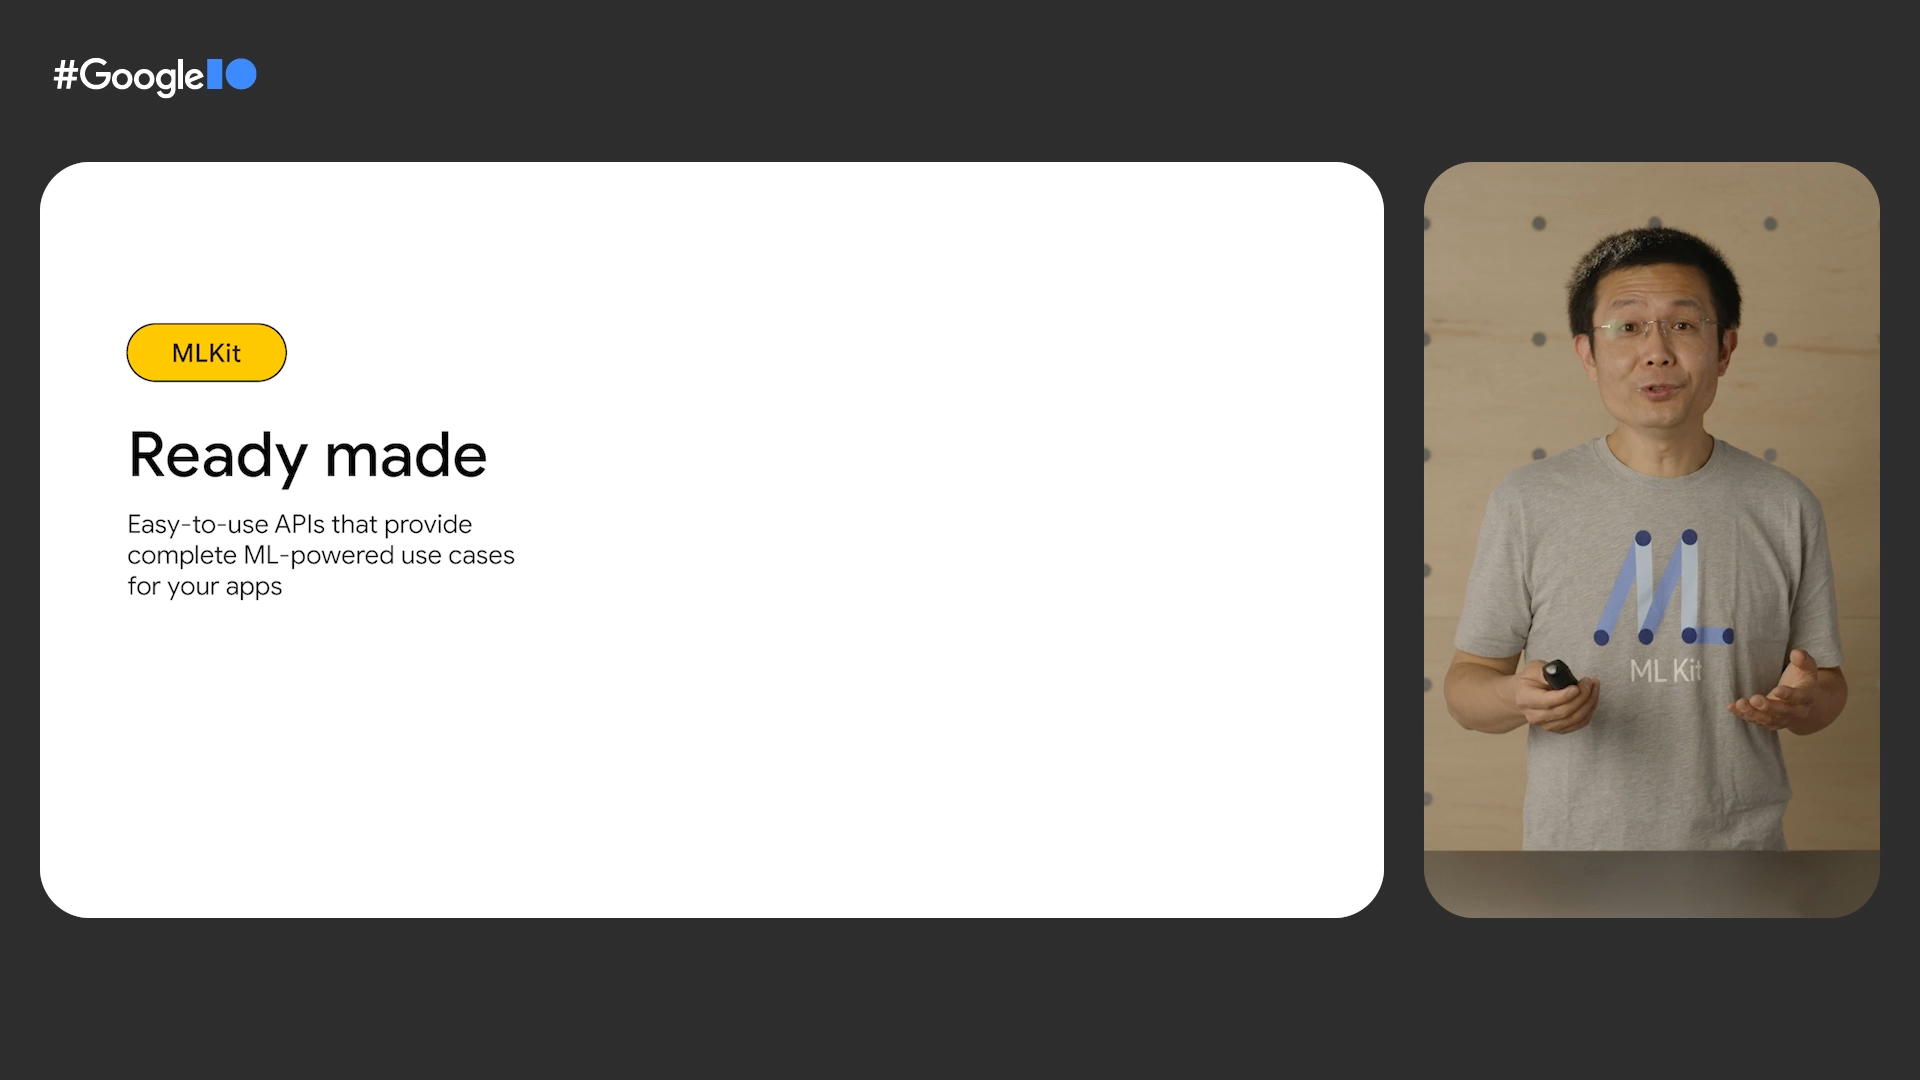 #GoogleIO
MLKit
Ready made
Easy-to-use APIs that provide
complete ML-powered use cases
for your apps
ML
ML Kit